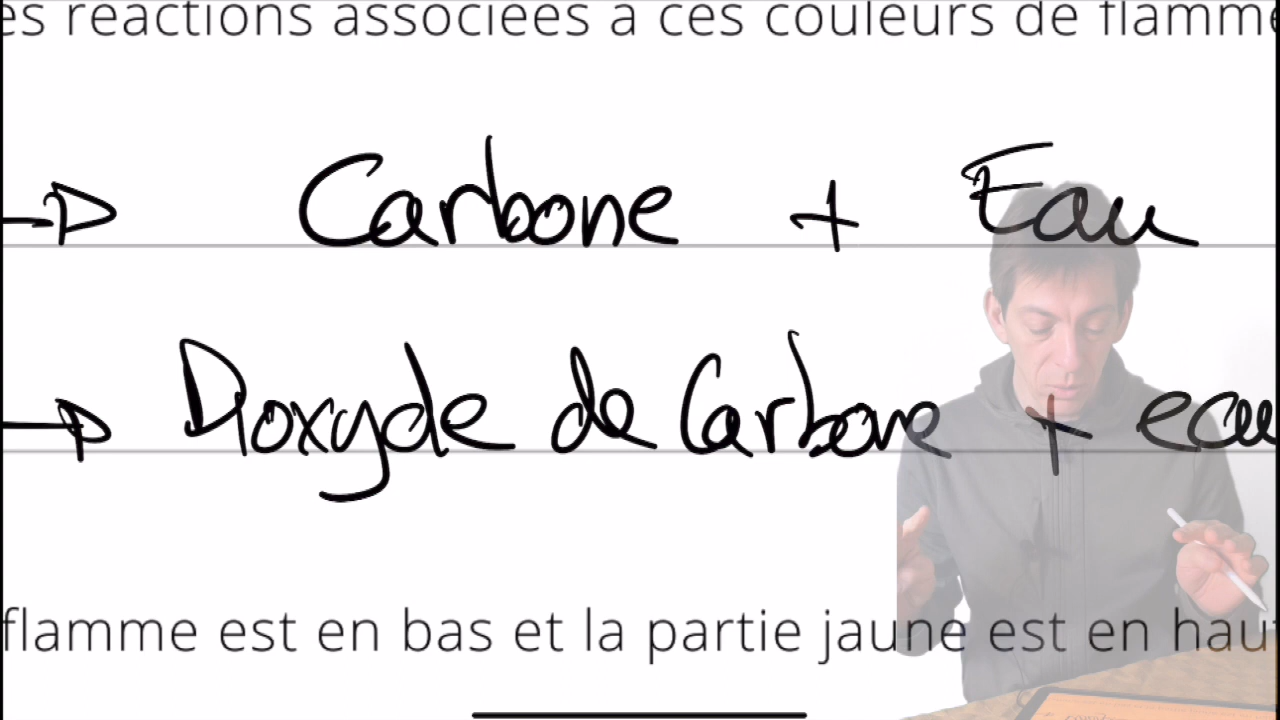 es réactions associées à ces couleurs de flamme
→ Carbone + Eau
→ Dioxyde de Carbone + eau
flamme est en bas et la partie jaune est en haut